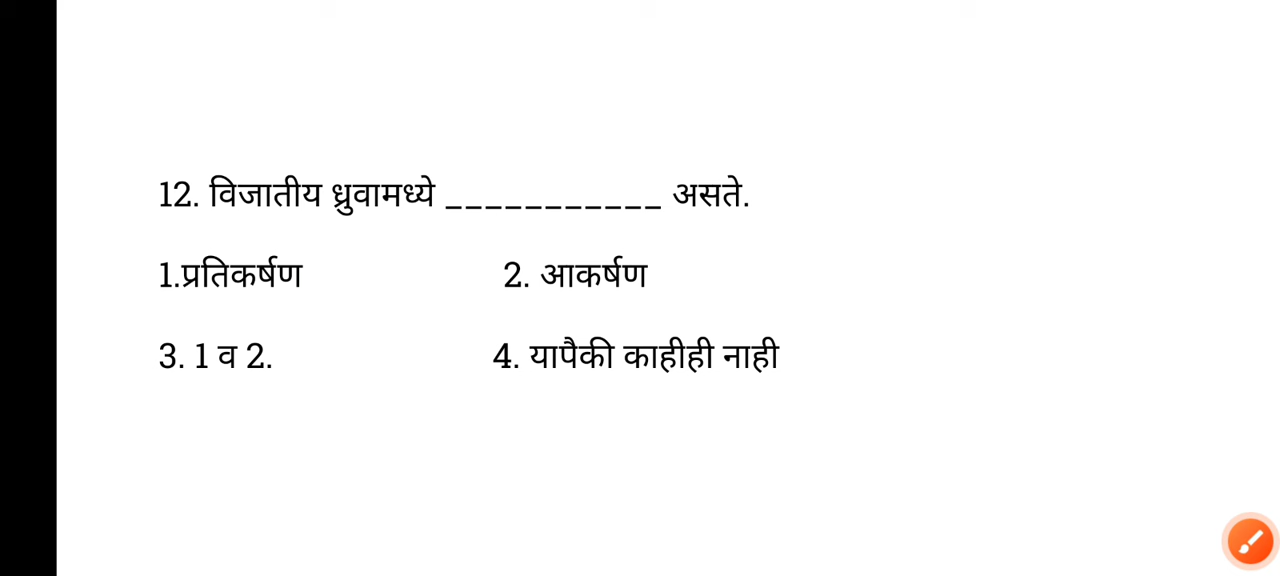 12. विजातीय ध्रुवामध्ये ___________ असते.
1.प्रतिकर्षण 2. आकर्षण
3. 1 व 2. 4. यापैकी काहीही नाही